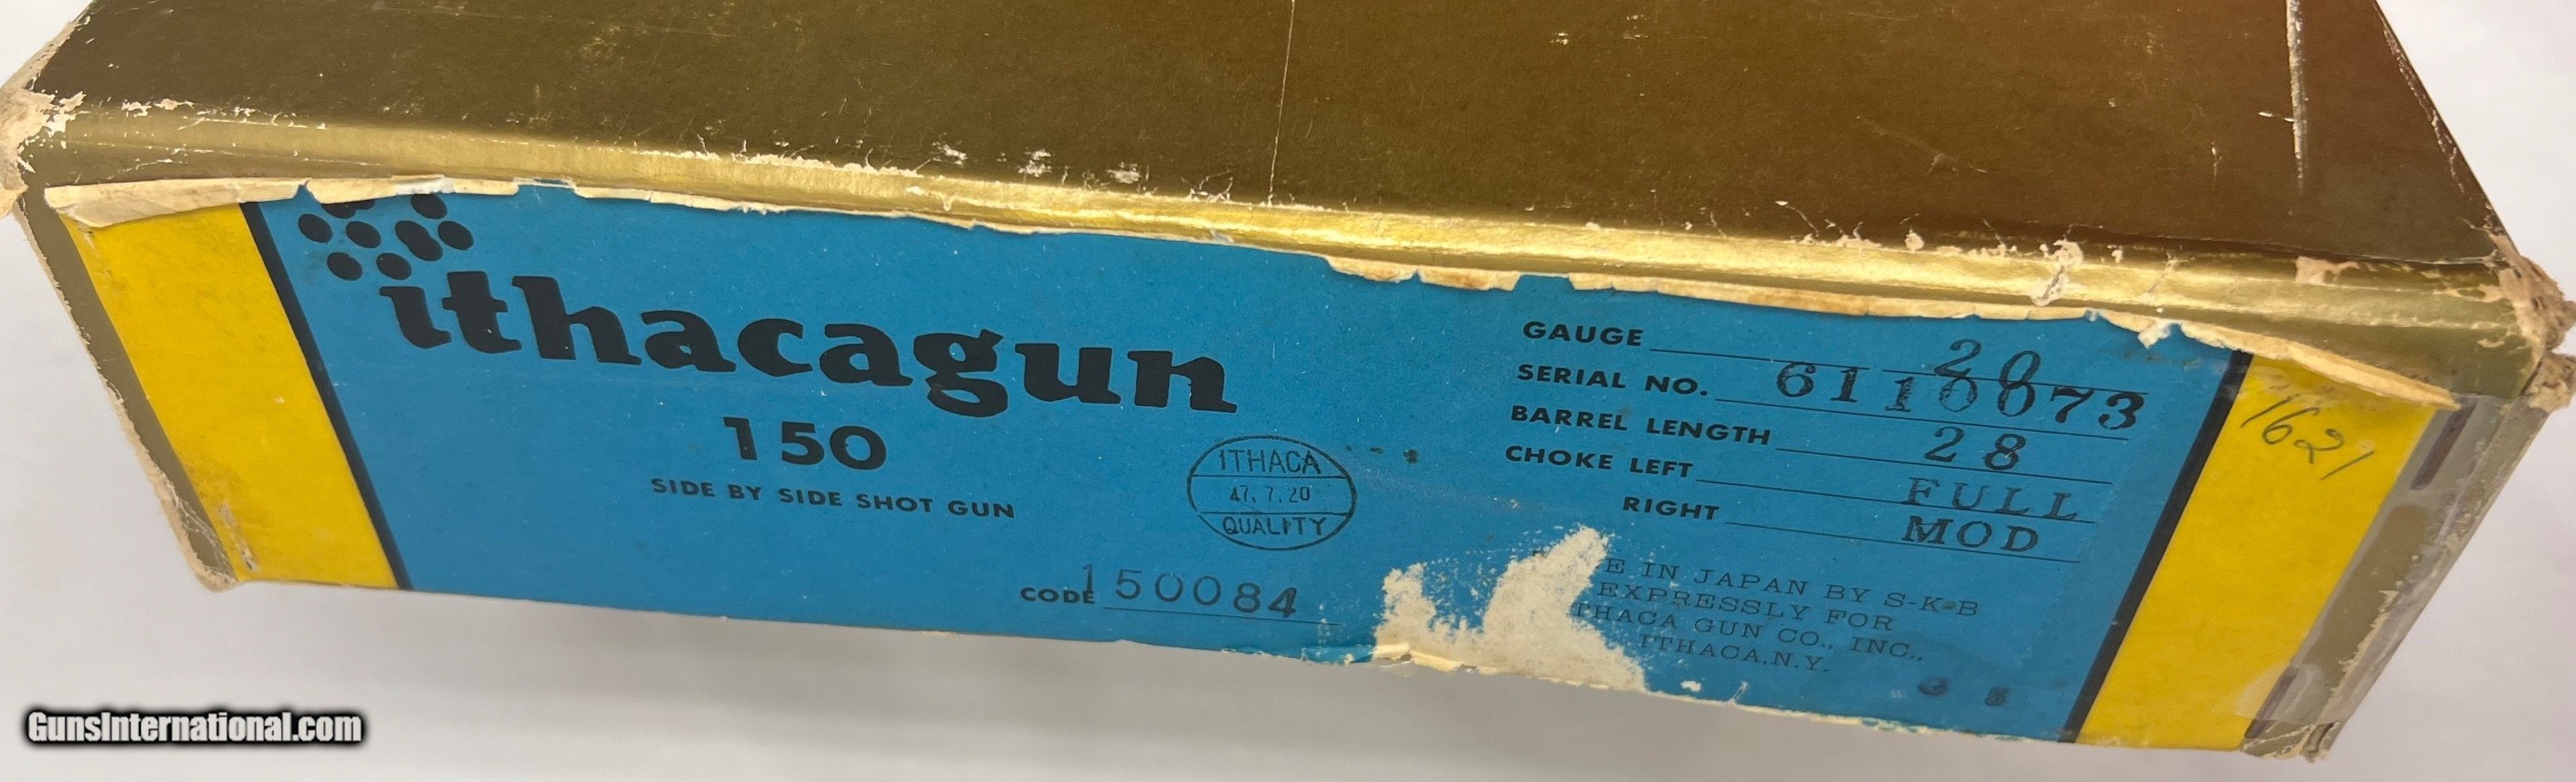 ithacagun
150
SIDE BY SIDE SHOT GUN
ITHACA
47.7.20
QUALITY
CODE 150084
GAUGE 20
SERIAL NO. 6110073
BARREL LENGTH 28
CHOKE LEFT FULL
RIGHT MOD
E IN JAPAN BY S-K-B
EXPRESSLY FOR
THACA GUN CO., INC.,
ITHACA, N.Y.
1621
GunsInternational.com